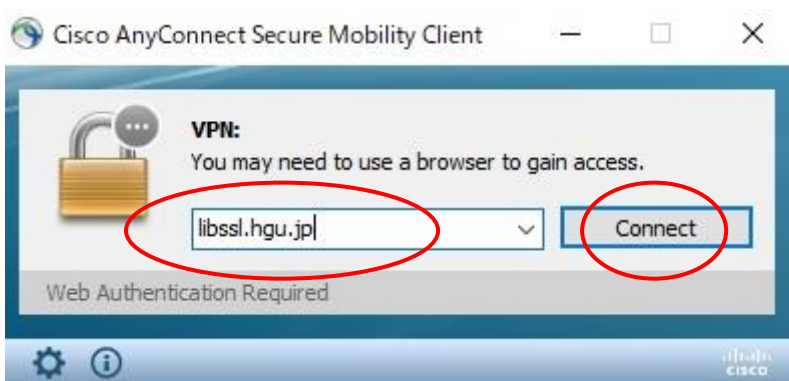 Cisco AnyConnect Secure Mobility Client
VPN:
You may need to use a browser to gain access.
libssl.hgu.jp
Connect
Web Authentication Required
cisco